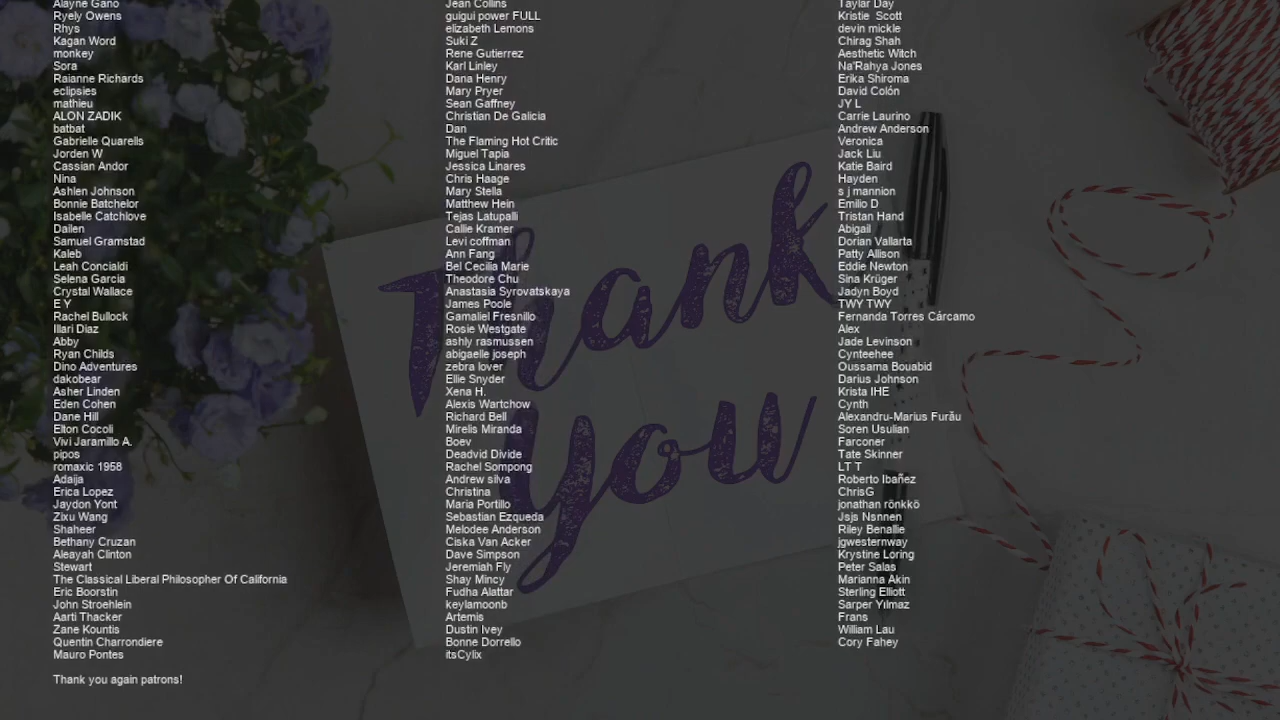 Alayne Gano
Ryely Owens
Rhys
Kagan Word
monkey
Sora
Raianne Richards
eclipsies
mathieu
ALON ZADIK
batbat
Gabrielle Quarells
Jorden W
Cassian Andor
Nina
Ashlen Johnson
Bonnie Batchelor
Isabelle Catchlove
Dallen
Samuel Gramstad
Kaleb
Leah Concialdi
Selena Garcia
Crystal Wallace
E Y
Rachel Bullock
Illari Diaz
Abby
Ryan Childs
Dino Adventures
dakobear
Asher Linden
Eden Cohen
Dane Hill
Elton Cocoli
Vivi Jaramillo A.
pipos
romaxic 1958
Adaija
Erica Lopez
Jaydon Yont
Zixu Wang
Shaheer
Bethany Cruzan
Aleayah Clinton
Stewart
The Classical Liberal Philosopher Of California
Eric Boorstin
John Stroehlein
Aarti Thacker
Zane Kountis
Quentin Charrondiere
Mauro Pontes
Thank you again patrons!
Jean Collins
guigui power FULL
elizabeth Lemons
Suki Z
Rene Gutierrez
Karl Linley
Dana Henry
Mary Pryer
Sean Gaffney
Christian De Galicia
Dan
The Flaming Hot Critic
Miguel Tapia
Jessica Linares
Chris Haage
Mary Stella
Matthew Hein
Tejas Latupalli
Callie Kramer
Levi coffman
Ann Fang
Bel Cecilia Marie
Theodore Chu
Anastasia Syrovatskaya
James Poole
Gamaliel Fresnillo
Rosie Westgate
ashly rasmussen
abigaelle joseph
zebra lover
Ellie Snyder
Xena H.
Alexis Wartchow
Richard Bell
Mirelis Miranda
Boev
Deadvid Divide
Rachel Sompong
Andrew silva
Christina
Maria Portillo
Sebastian Ezqueda
Melodee Anderson
Ciska Van Acker
Dave Simpson
Jeremiah Fly
Shay Mincy
Fudha Alattar
keylamoonb
Artemis
Dustin Ivey
Bonne Dorrello
itsCylix
Taylar Day
Kristie  Scott
devin mickle
Chirag Shah
Aesthetic Witch
Na'Rahya Jones
Erika Shiroma
David Colón
JY L
Carrie Laurino
Andrew Anderson
Veronica
Jack Liu
Katie Baird
Hayden
s j mannion
Emilio D
Tristan Hand
Abigail
Dorian Vallarta
Patty Allison
Eddie Newton
Sina Krüger
Jadyn Boyd
TWY TWY
Fernanda Torres Cárcamo
Alex
Jade Levinson
Cynteehee
Oussama Bouabid
Darius Johnson
Krista IHE
Cynth
Alexandru-Marius Furău
Soren Usulian
Farconer
Tate Skinner
LT T
Roberto Ibañez
ChrisG
jonathan rönkkö
Jsjs Nsnnen
Riley Benallie
jgwesternway
Krystine Loring
Peter Salas
Marianna Akin
Sterling Elliott
Sarper Yılmaz
Frans
William Lau
Cory Fahey
Thank
you